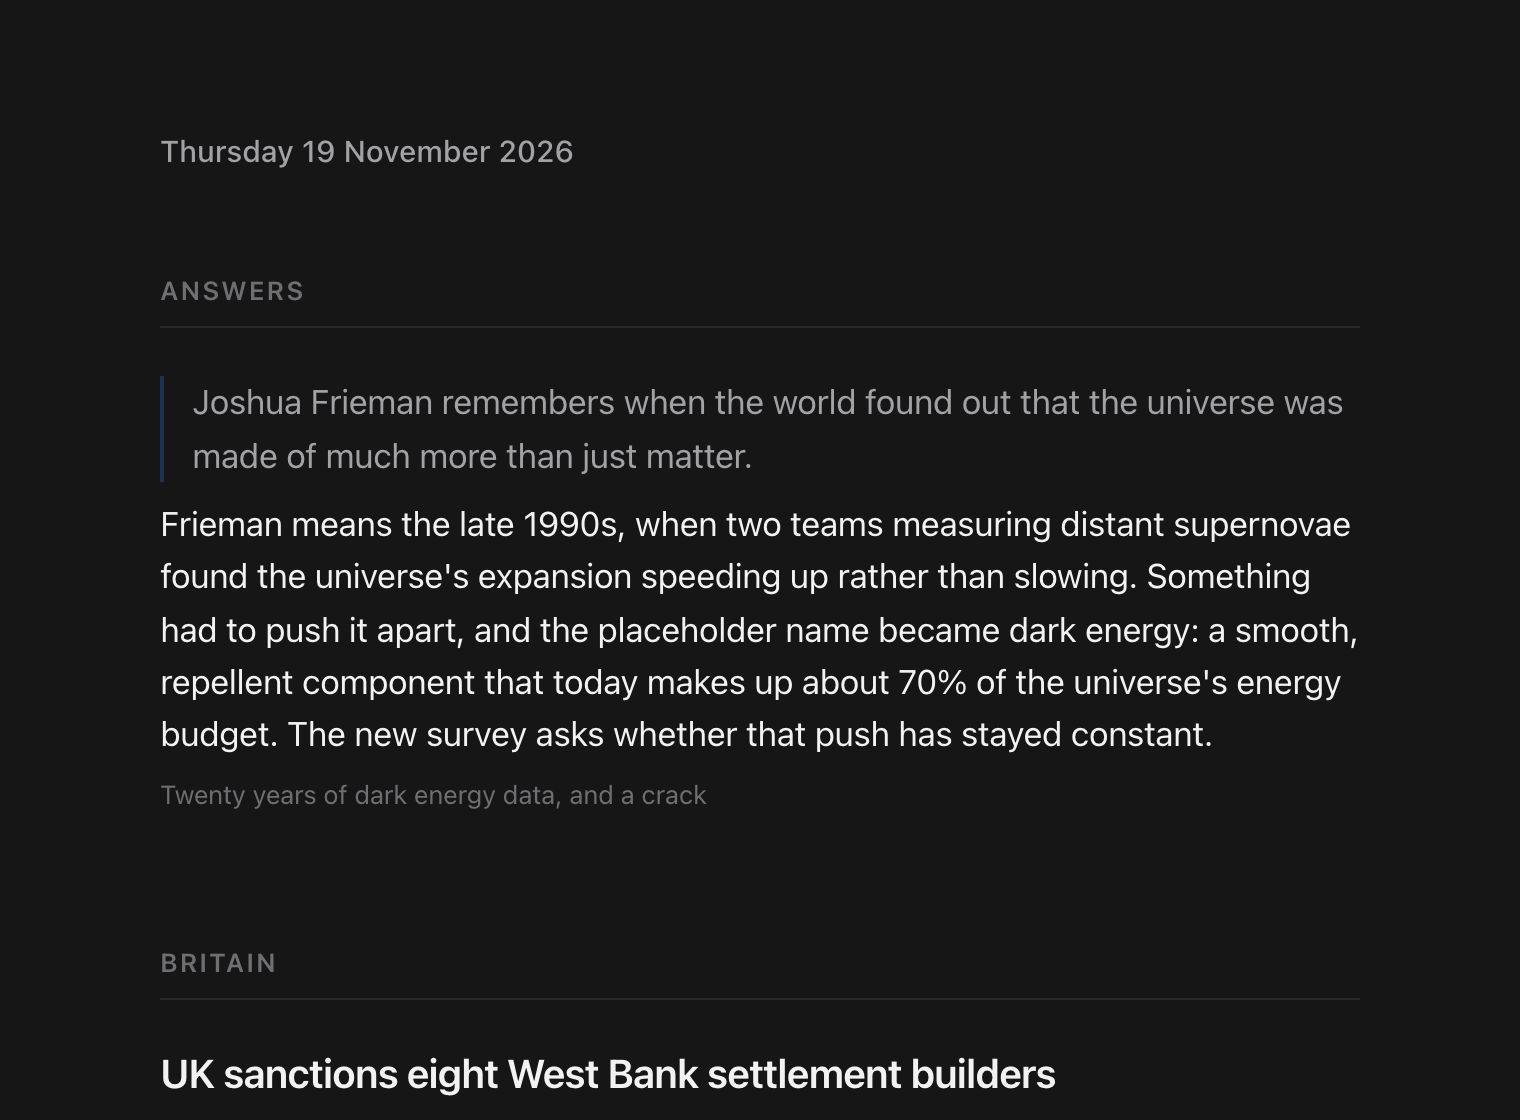 Thursday 19 November 2026
ANSWERS
Joshua Frieman remembers when the world found out that the universe was
made of much more than just matter.
Frieman means the late 1990s, when two teams measuring distant supernovae
found the universe's expansion speeding up rather than slowing. Something
had to push it apart, and the placeholder name became dark energy: a smooth,
repellent component that today makes up about 70% of the universe's energy
budget. The new survey asks whether that push has stayed constant.
Twenty years of dark energy data, and a crack
BRITAIN
UK sanctions eight West Bank settlement builders